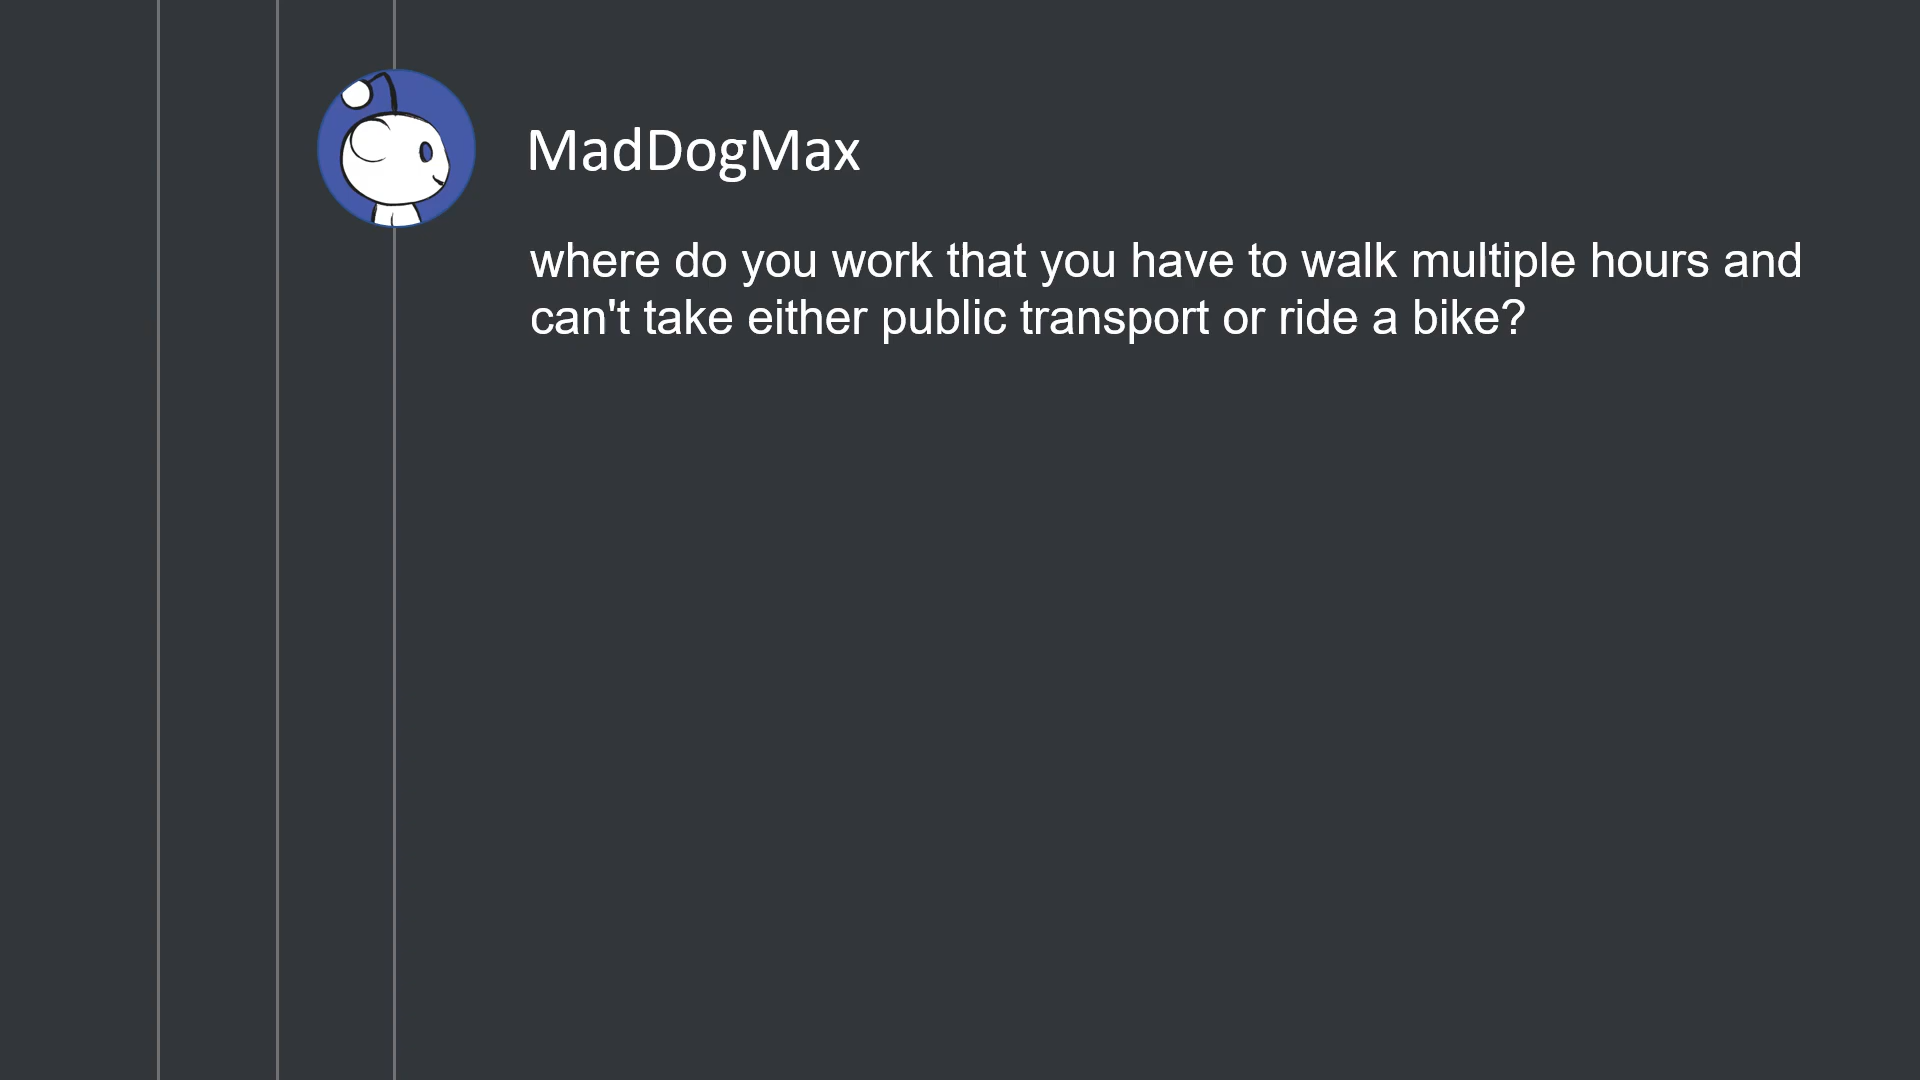 MadDogMax
where do you work that you have to walk multiple hours and
can't take either public transport or ride a bike?